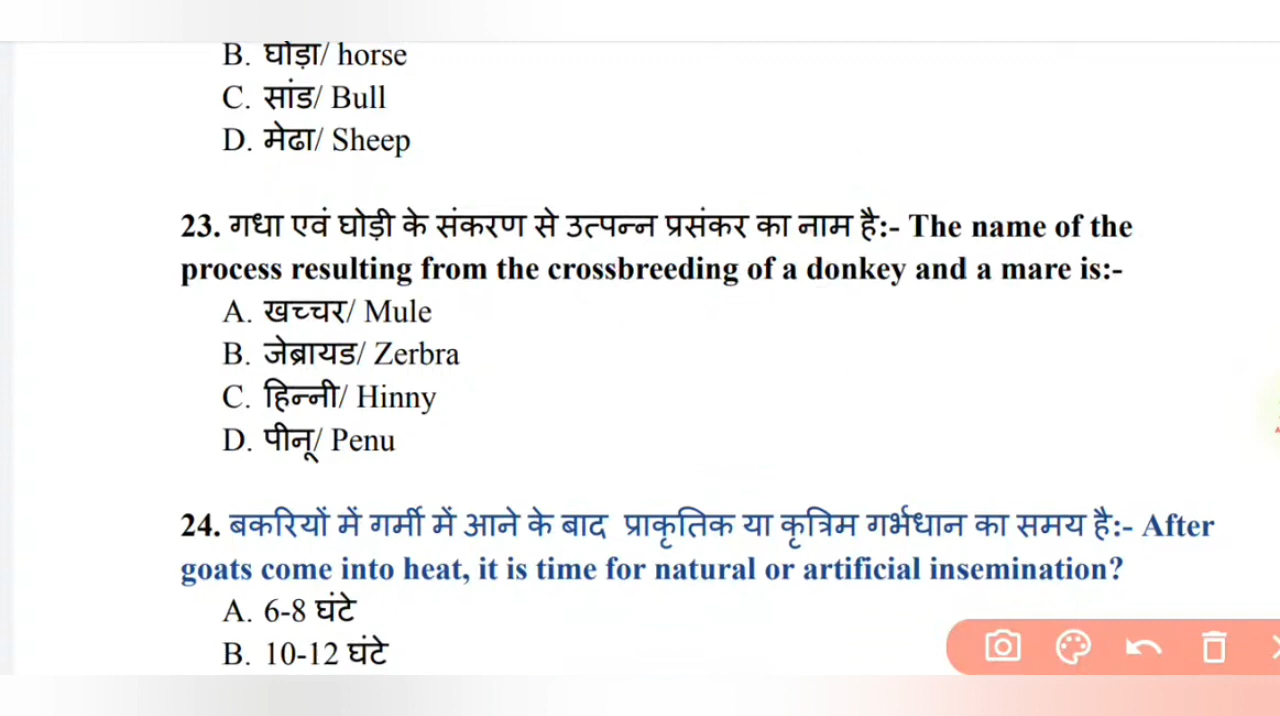 B. घोड़ा/ horse
C. सांड/ Bull
D. मेढा/ Sheep
23. गधा एवं घोड़ी के संकरण से उत्पन्न प्रसंकर का नाम है:- The name of the
process resulting from the crossbreeding of a donkey and a mare is:-
A. खच्चर/ Mule
B. जेब्रायड/ Zerbra
C. हिन्नी/ Hinny
D. पीनू/ Penu
24. बकरियों में गर्मी में आने के बाद प्राकृतिक या कृत्रिम गर्भधान का समय है:- After
goats come into heat, it is time for natural or artificial insemination?
A. 6-8 घंटे
B. 10-12 घंटे